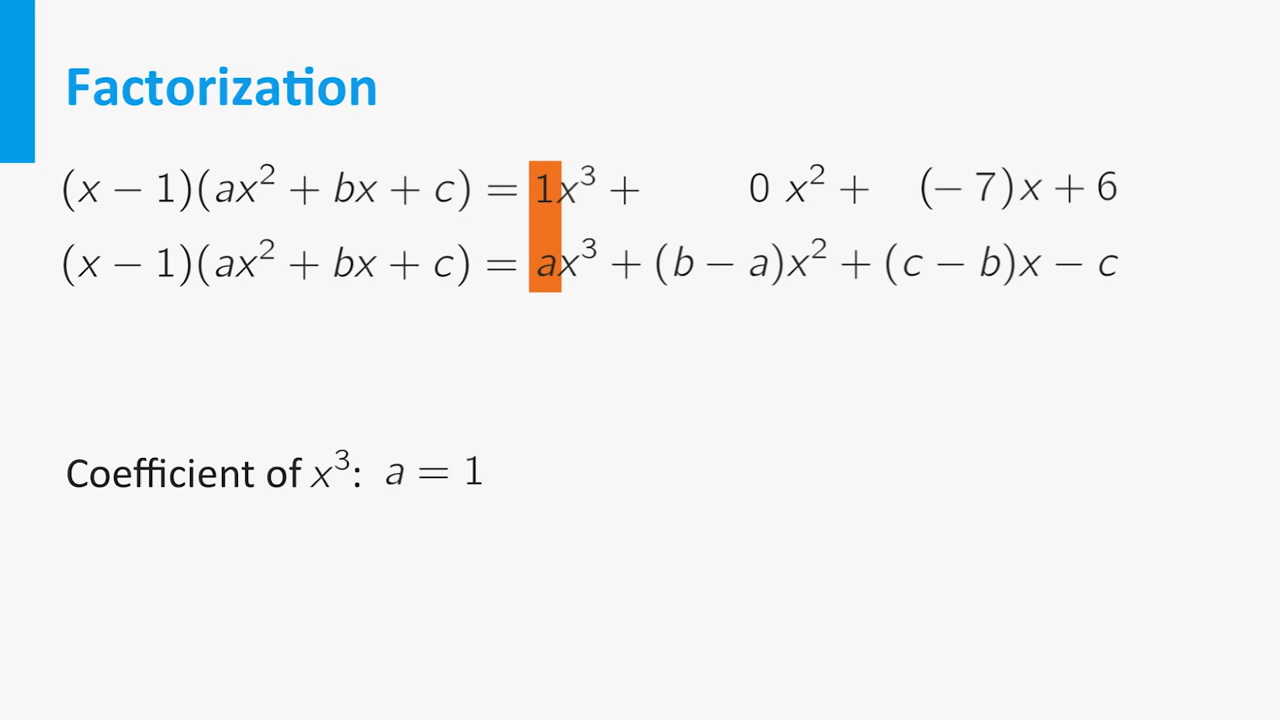 Factorization
(x − 1)(ax² + bx + c) = 1x³ + 0 x² + (− 7)x + 6
(x − 1)(ax² + bx + c) = ax³ + (b − a)x² + (c − b)x − c
Coefficient of x³: a = 1